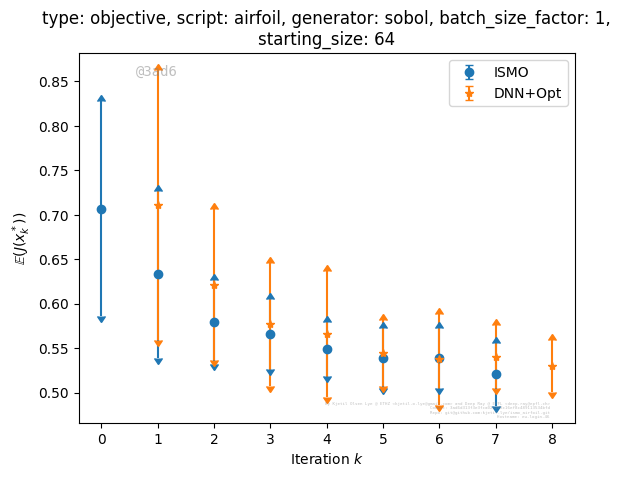 type: objective, script: airfoil, generator: sobol, batch_size_factor: 1,
starting_size: 64
@3ad6
ISMO
DNN+Opt
0.85
0.80
0.75
0.70
0.65
0.60
0.55
0.50
𝔼(J(x*k))
0 1 2 3 4 5 6 7 8
Iteration k